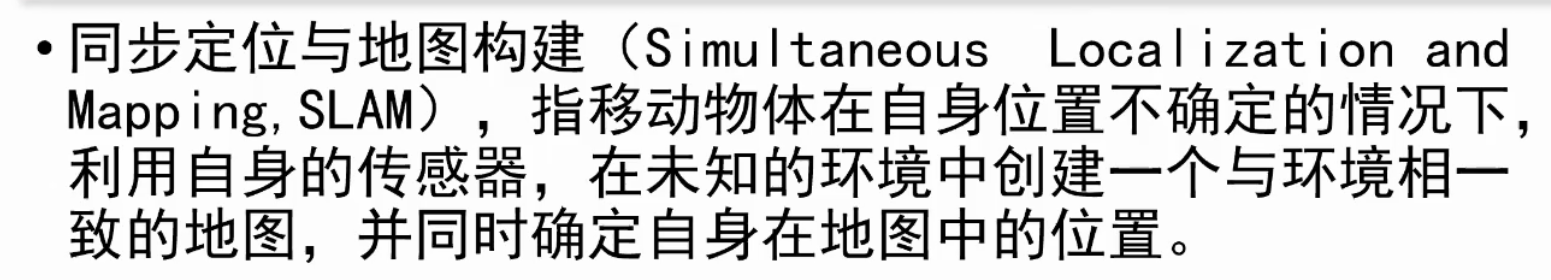 •同步定位与地图构建（Simultaneous Localization and
Mapping,SLAM），指移动物体在自身位置不确定的情况下，
利用自身的传感器，在未知的环境中创建一个与环境相一
致的地图，并同时确定自身在地图中的位置。